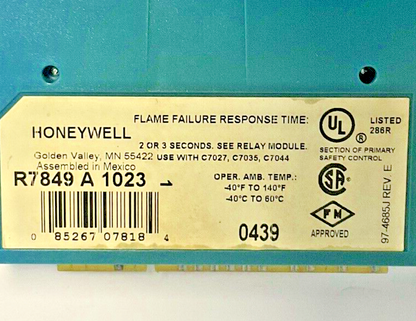 FLAME FAILURE RESPONSE TIME:
HONEYWELL
2 OR 3 SECONDS. SEE RELAY MODULE.
Golden Valley, MN 55422 USE WITH C7027, C7035, C7044
Assembled in Mexico
R7849 A 1023
OPER. AMB. TEMP.:
-40°F TO 140°F
-40°C TO 60°C
0 85267 07818 4
0439
UL
®
LISTED
286R
SECTION OF PRIMARY
SAFETY CONTROL
SA
®
FM
APPROVED
97-4685J REV. E